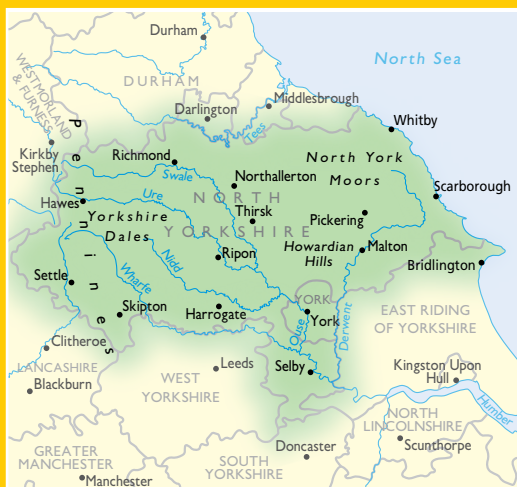 Durham
North Sea
DURHAM
WESTMORLAND
& FURNESS
Darlington
Middlesbrough
Tees
Whitby
Kirkby
Stephen
Pennines
Richmond
Swale
Northallerton
North York
Moors
Scarborough
Hawes
Ure
NORTH
YORKSHIRE
Yorkshire
Dales
Thirsk
Pickering
Howardian
Hills
Malton
Ripon
Bridlington
Settle
Wharfe
Nidd
Skipton
Harrogate
YORK
York
Ouse
Derwent
EAST RIDING
OF YORKSHIRE
Clitheroe
LANCASHIRE
Blackburn
Leeds
WEST
YORKSHIRE
Selby
Kingston Upon
Hull
Humber
NORTH
LINCOLNSHIRE
Scunthorpe
GREATER
MANCHESTER
Manchester
SOUTH
YORKSHIRE
Doncaster